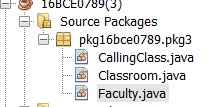 16BCE0789(3)
Source Packages
pkg16bce0789.pkg3
CallingClass.java
Classroom.java
Faculty.java